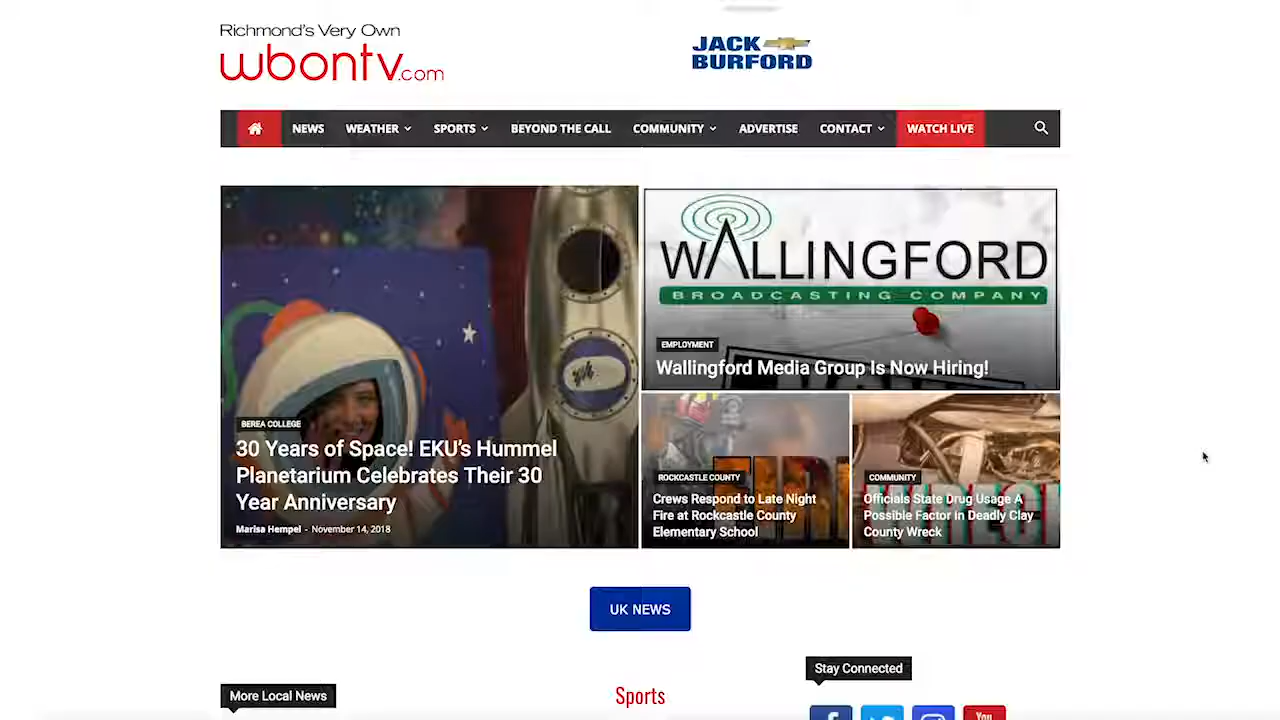 Richmond's Very Own
wbontv.com
JACK
BURFORD
NEWS
WEATHER
SPORTS
BEYOND THE CALL
COMMUNITY
ADVERTISE
CONTACT
WATCH LIVE
BEREA COLLEGE
30 Years of Space! EKU's Hummel
Planetarium Celebrates Their 30
Year Anniversary
Marisa Hempel - November 14, 2018
WALLINGFORD
BROADCASTING COMPANY
EMPLOYMENT
Wallingford Media Group Is Now Hiring!
ROCKCASTLE COUNTY
Crews Respond to Late Night
Fire at Rockcastle County
Elementary School
COMMUNITY
Officials State Drug Usage A
Possible Factor in Deadly Clay
County Wreck
UK NEWS
More Local News
Sports
Stay Connected
You